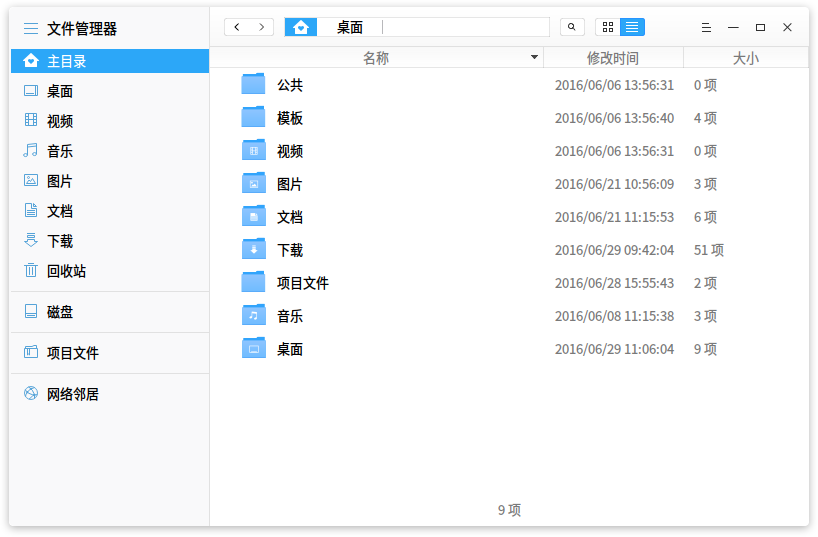 文件管理器
桌面
主目录
桌面
视频
音乐
图片
文档
下载
回收站
磁盘
项目文件
网络邻居
名称 修改时间 大小
公共 2016/06/06 13:56:31 0 项
模板 2016/06/06 13:56:40 4 项
视频 2016/06/06 13:56:31 0 项
图片 2016/06/21 10:56:09 3 项
文档 2016/06/21 11:15:53 6 项
下载 2016/06/29 09:42:04 51 项
项目文件 2016/06/28 15:55:43 2 项
音乐 2016/06/08 11:15:38 3 项
桌面 2016/06/29 11:06:04 9 项
9 项